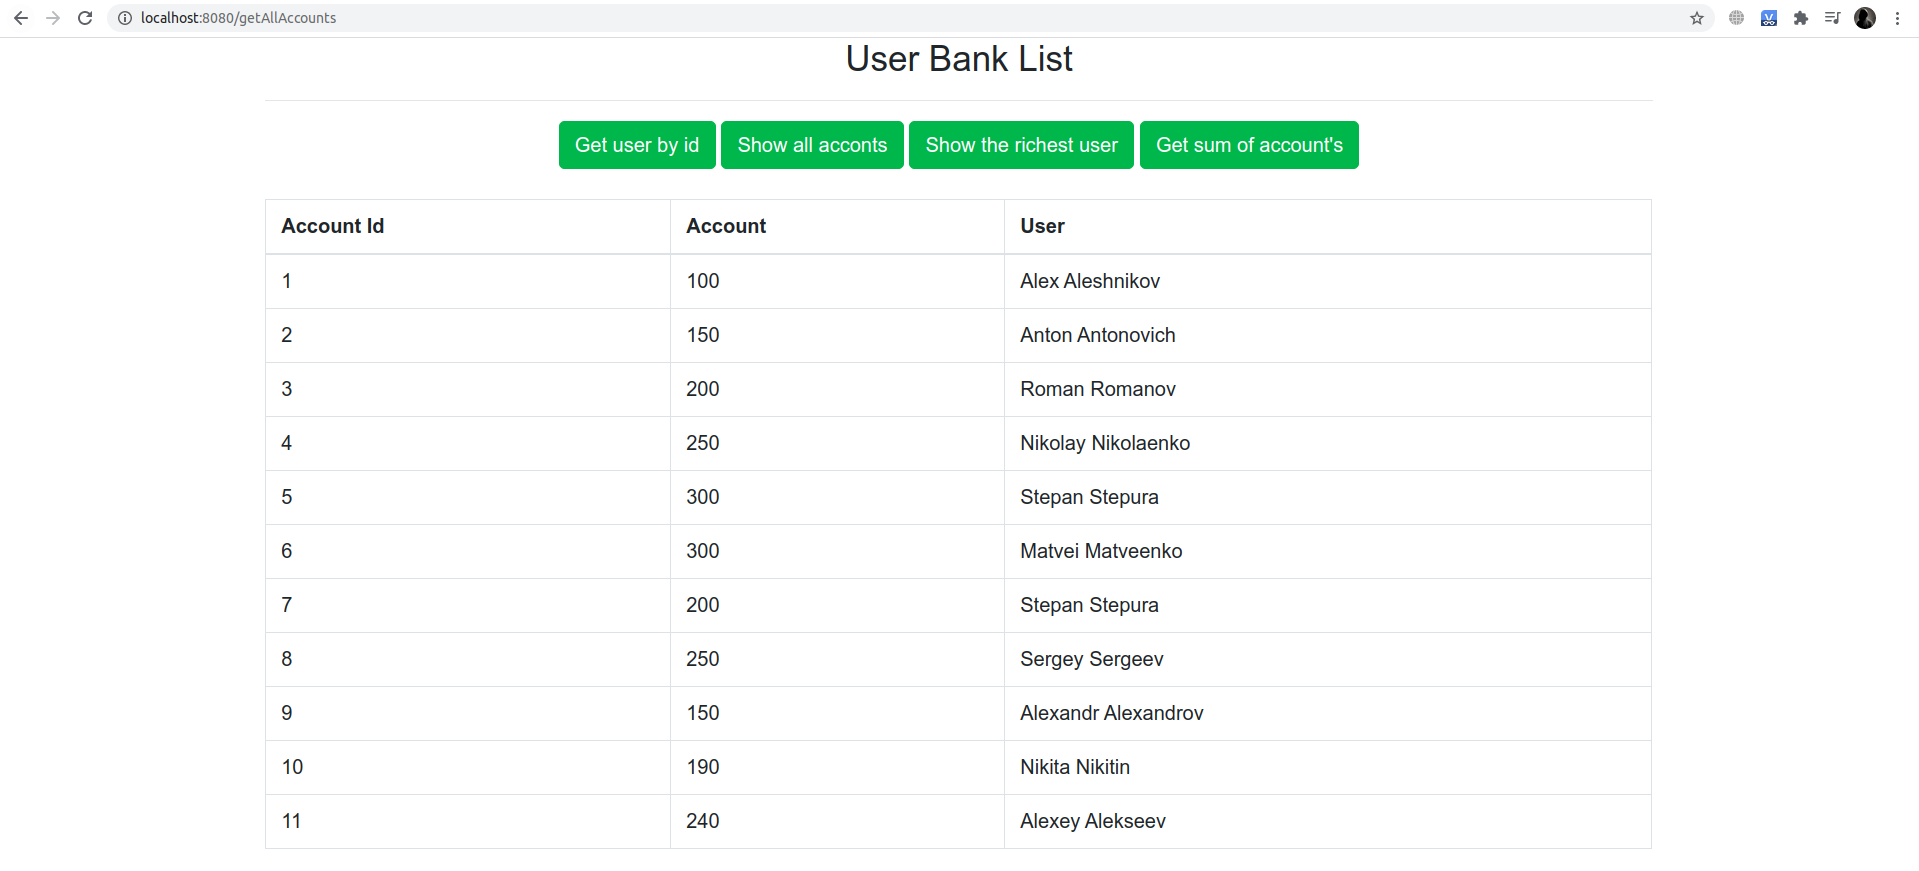 localhost:8080/getAllAccounts
User Bank List
Get user by id Show all acconts Show the richest user Get sum of account's
Account Id Account User
1 100 Alex Aleshnikov
2 150 Anton Antonovich
3 200 Roman Romanov
4 250 Nikolay Nikolaenko
5 300 Stepan Stepura
6 300 Matvei Matveenko
7 200 Stepan Stepura
8 250 Sergey Sergeev
9 150 Alexandr Alexandrov
10 190 Nikita Nikitin
11 240 Alexey Alekseev